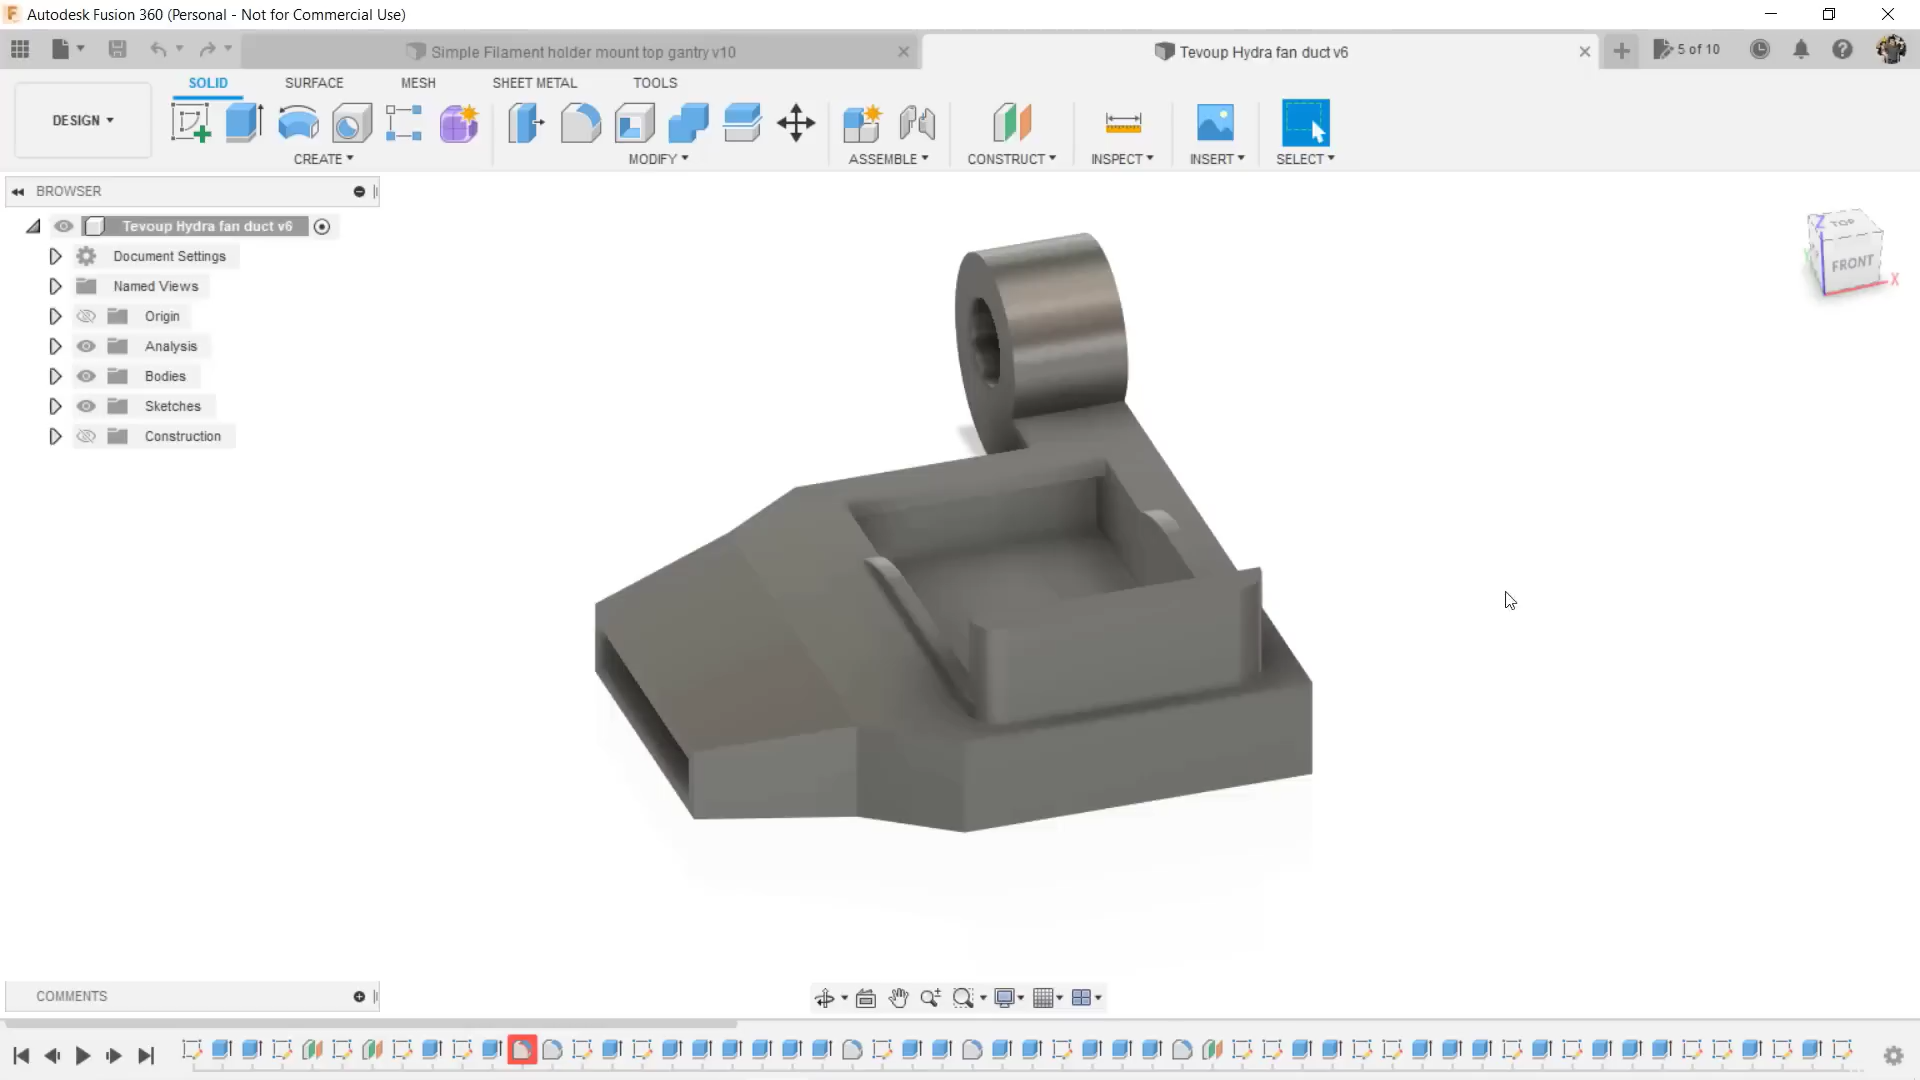 Autodesk Fusion 360 (Personal - Not for Commercial Use)
Simple Filament holder mount top gantry v10
Tevoup Hydra fan duct v6
5 of 10
SOLID SURFACE MESH SHEET METAL TOOLS
DESIGN
CREATE MODIFY ASSEMBLE CONSTRUCT INSPECT INSERT SELECT
BROWSER
Tevoup Hydra fan duct v6
Document Settings
Named Views
Origin
Analysis
Bodies
Sketches
Construction
Z
TOP
FRONT
X
COMMENTS